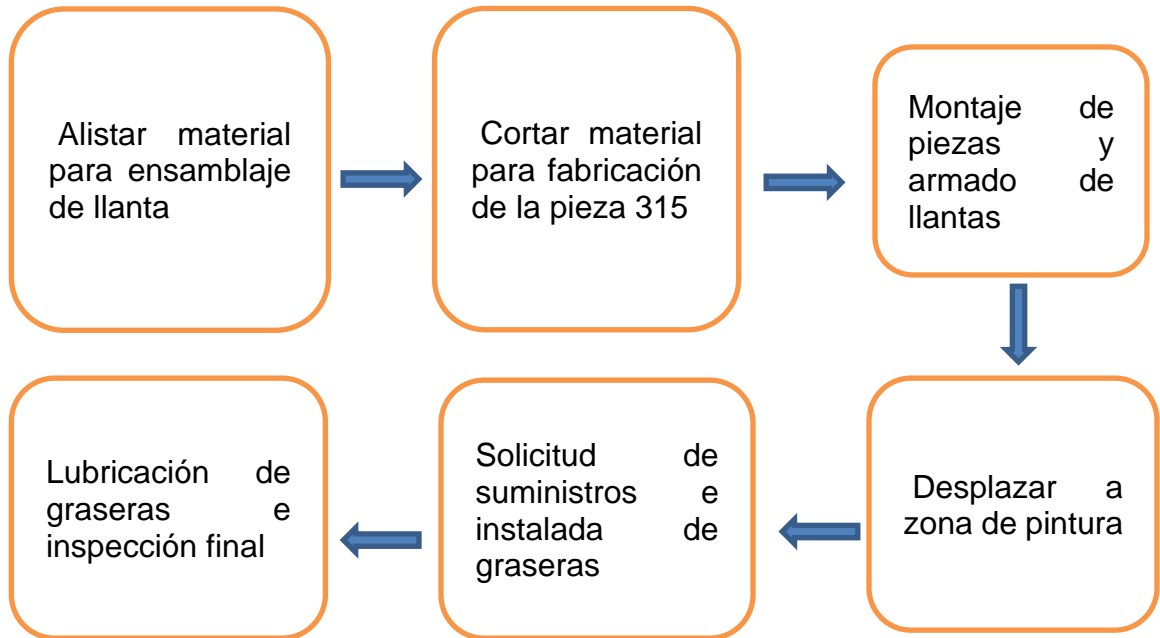 Alistar material
para ensamblaje
de llanta
Cortar material
para fabricación
de la pieza 315
Montaje de
piezas y
armado de
llantas
Desplazar a
zona de pintura
Solicitud de
suministros e
instalada de
graseras
Lubricación de
graseras e
inspección final